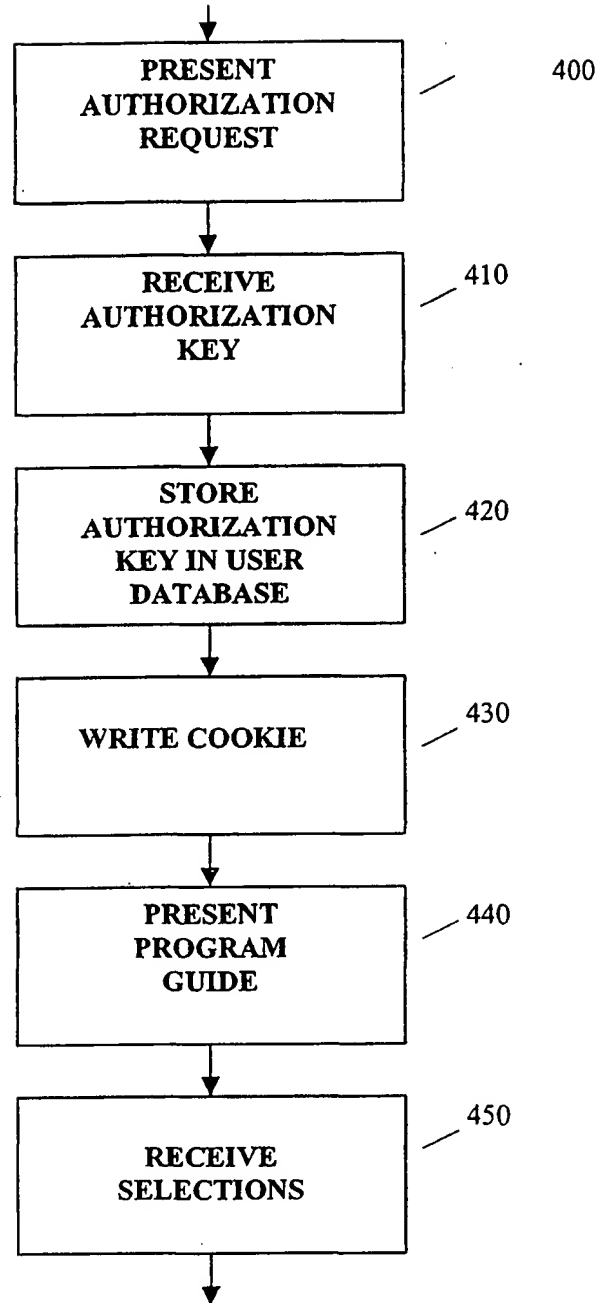 PRESENT
AUTHORIZATION
REQUEST
400
RECEIVE
AUTHORIZATION
KEY
410
STORE
AUTHORIZATION
KEY IN USER
DATABASE
420
WRITE COOKIE
430
PRESENT
PROGRAM
GUIDE
440
RECEIVE
SELECTIONS
450